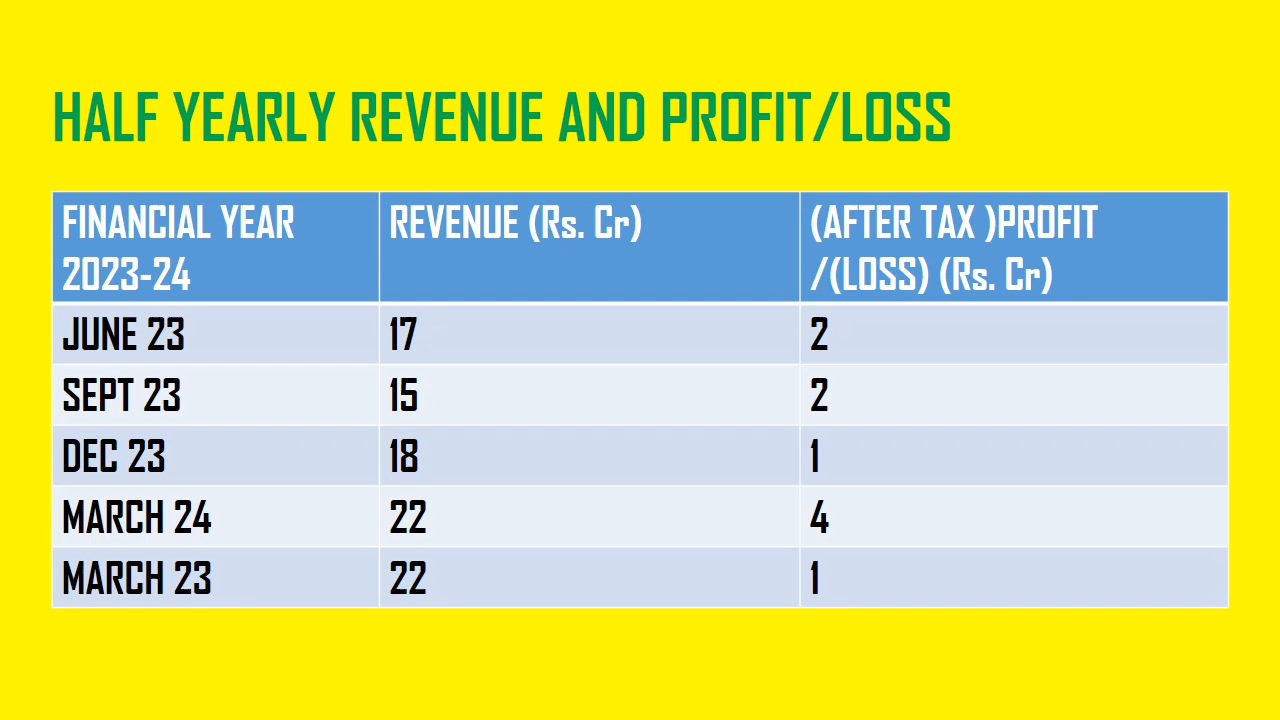 HALF YEARLY REVENUE AND PROFIT/LOSS
FINANCIAL YEAR 2023-24 REVENUE (Rs. Cr) (AFTER TAX )PROFIT /(LOSS) (Rs. Cr)
JUNE 23 17 2
SEPT 23 15 2
DEC 23 18 1
MARCH 24 22 4
MARCH 23 22 1